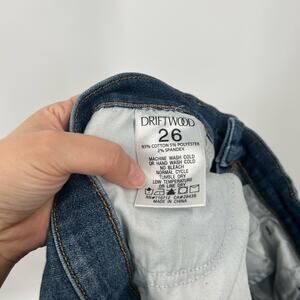 DRIFTWOOD
26
93% COTTON 5% POLYESTER
2% SPANDEX
MACHINE WASH COLD
OR HAND WASH COLD
NO BLEACH
NORMAL CYCLE
TUMBLE DRY
LOW TEMPERATURE
OR LINE DRY
MADE IN CHINA